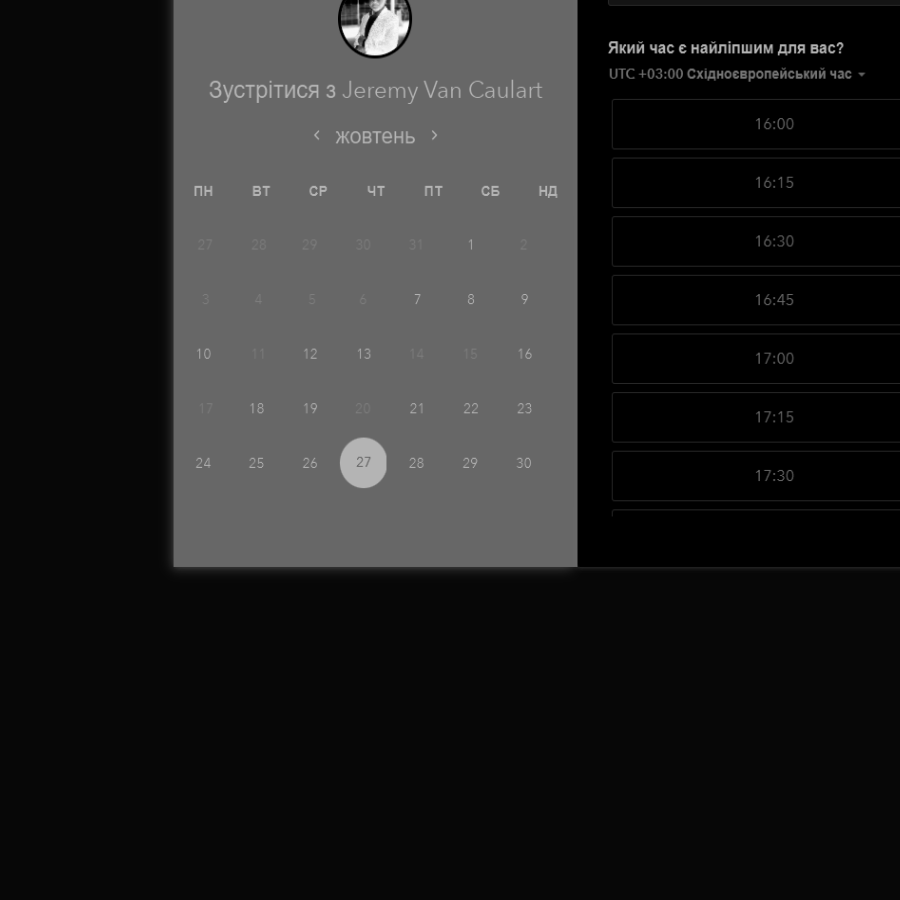 Зустрітися з Jeremy Van Caulart
‹ жовтень ›
ПН ВТ СР ЧТ ПТ СБ НД
27 28 29 30 31 1 2
3 4 5 6 7 8 9
10 11 12 13 14 15 16
17 18 19 20 21 22 23
24 25 26 27 28 29 30
Який час є найліпшим для вас?
UTC +03:00 Східноєвропейський час
16:00
16:15
16:30
16:45
17:00
17:15
17:30